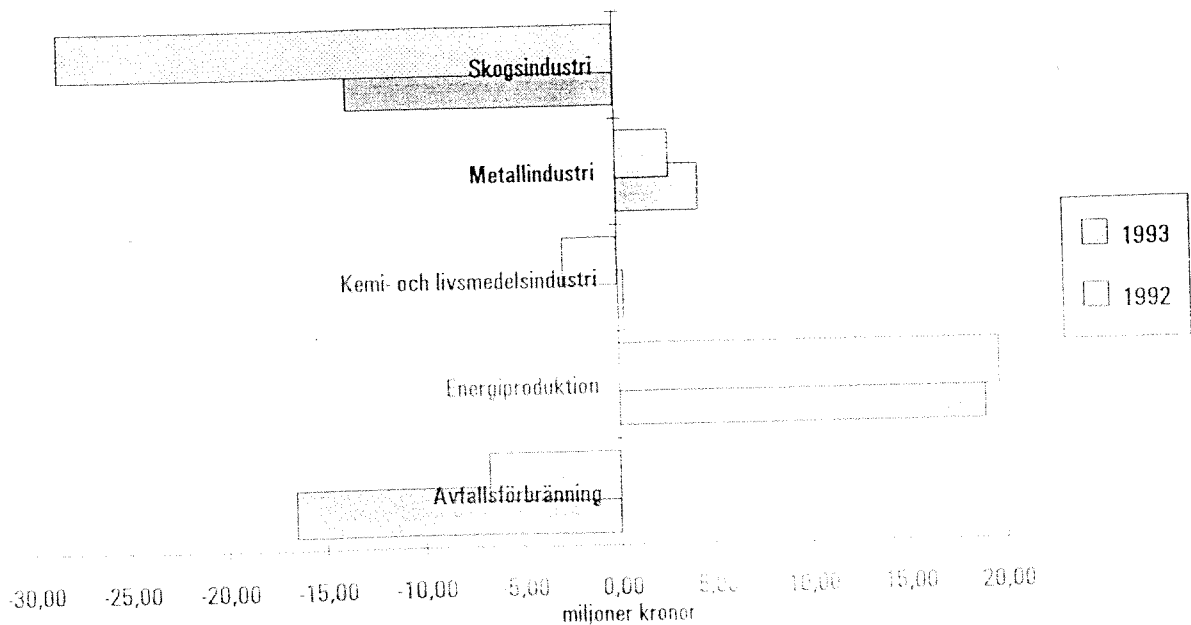 Skogsindustri
Metallindustri
Kemi- och livsmedelsindustri
Energiproduktion
Avfallsförbränning
1993
1992
-30,00 -25,00 -20,00 -15,00 -10,00 -5,00 0,00 5,00 10,00 15,00 20,00
miljoner kronor